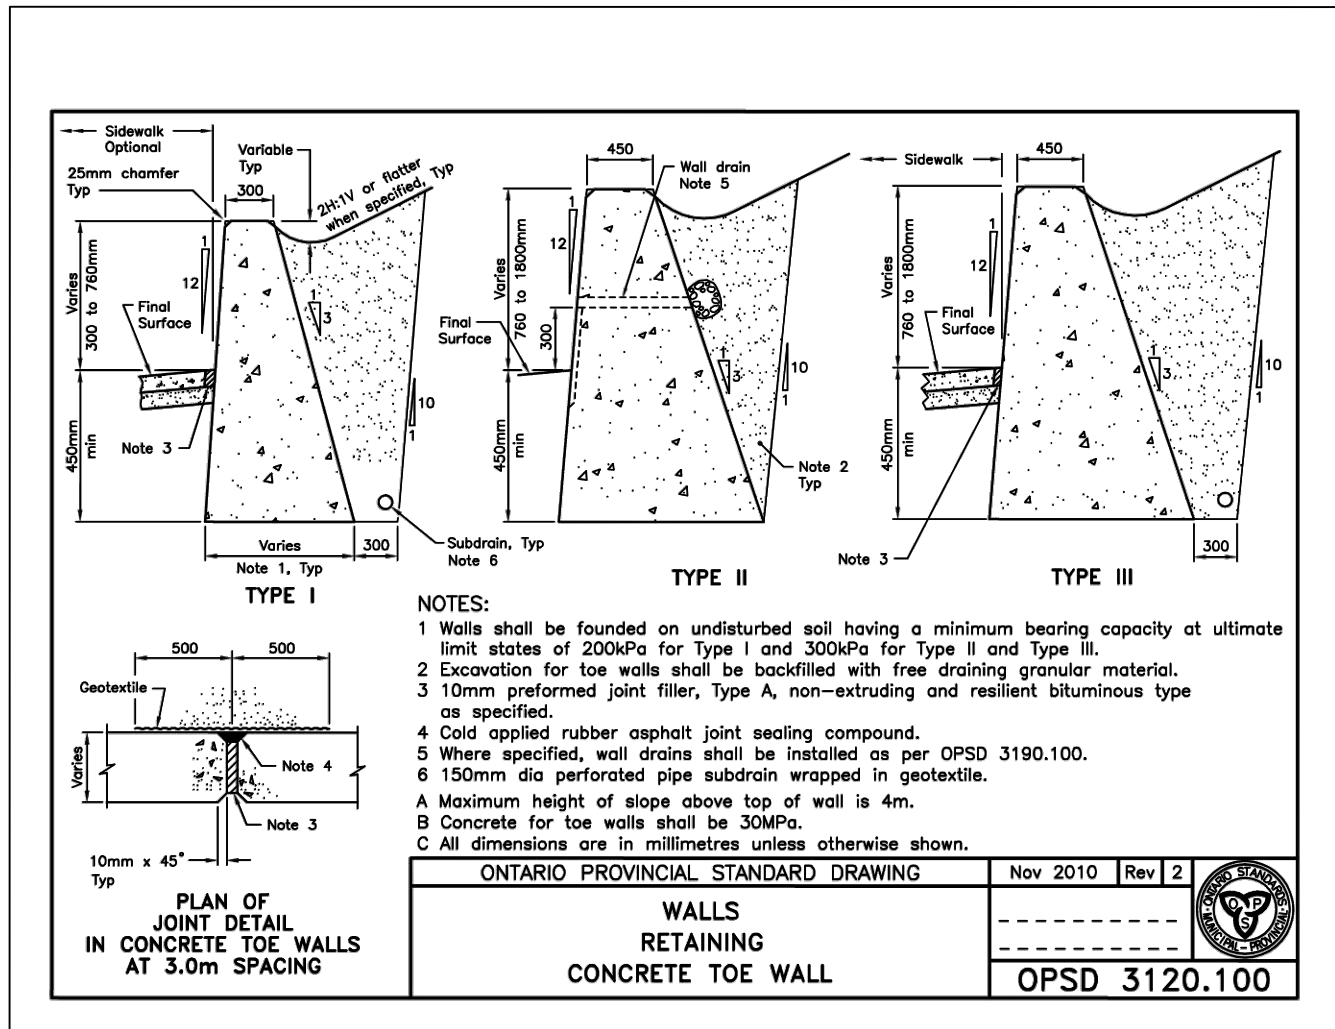 Sidewalk
Optional
25mm chamfer
Typ
Variable
Typ
300
2H:1V or flatter
when specified, Typ
1
12
Varies
300 to 760mm
Final
Surface
1
3
10
1
450mm
min
Note 3
Varies
Note 1, Typ
300
Subdrain, Typ
Note 6
TYPE I
450
Wall drain
Note 5
1
12
Varies
760 to 1800mm
300
Final
Surface
1
3
10
1
450mm
min
Note 2
Typ
TYPE II
Sidewalk
450
1
12
Varies
760 to 1800mm
Final
Surface
1
3
10
1
450mm
min
Note 3
300
TYPE III
500
500
Geotextile
Varies
Note 4
Note 3
10mm x 45°
Typ
PLAN OF
JOINT DETAIL
IN CONCRETE TOE WALLS
AT 3.0m SPACING
NOTES:
1 Walls shall be founded on undisturbed soil having a minimum bearing capacity at ultimate
limit states of 200kPa for Type I and 300kPa for Type II and Type III.
2 Excavation for toe walls shall be backfilled with free draining granular material.
3 10mm preformed joint filler, Type A, non-extruding and resilient bituminous type
as specified.
4 Cold applied rubber asphalt joint sealing compound.
5 Where specified, wall drains shall be installed as per OPSD 3190.100.
6 150mm dia perforated pipe subdrain wrapped in geotextile.
A Maximum height of slope above top of wall is 4m.
B Concrete for toe walls shall be 30MPa.
C All dimensions are in millimetres unless otherwise shown.
ONTARIO PROVINCIAL STANDARD DRAWING
Nov 2010
Rev
2
WALLS
RETAINING
CONCRETE TOE WALL
OPSD 3120.100
ONTARIO STANDARDS
MUNICIPAL-PROVINCIAL
O P
S